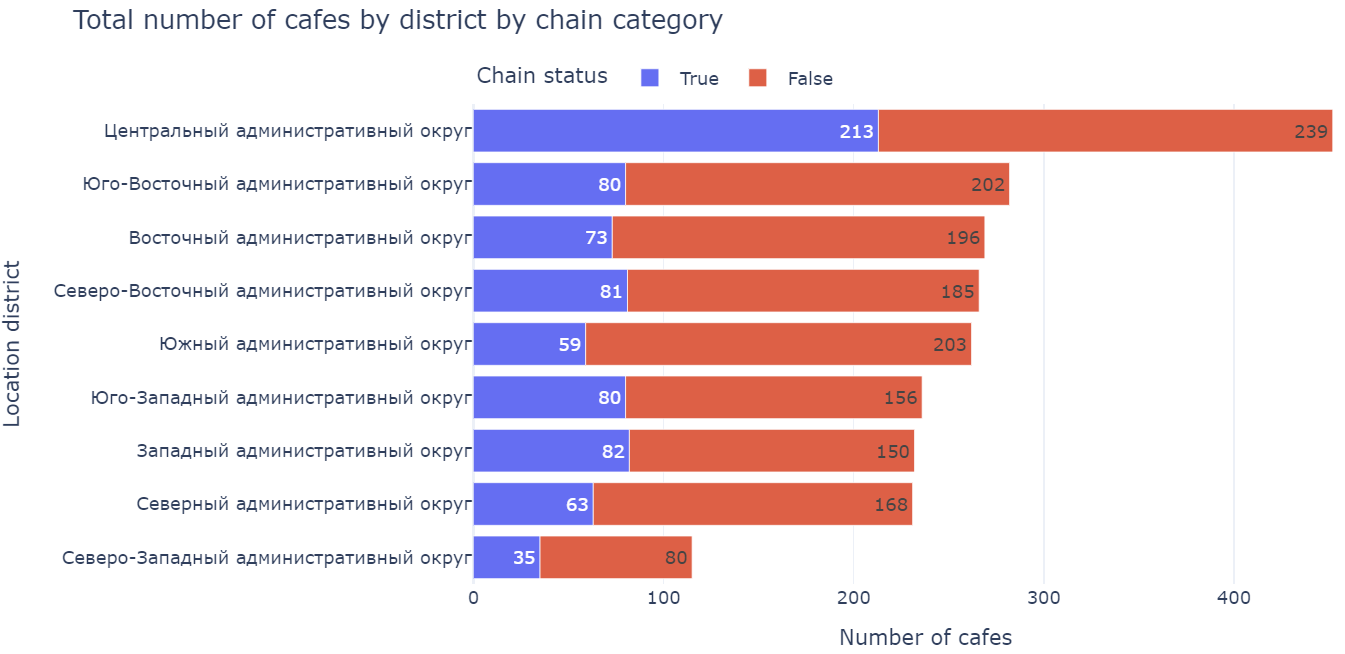 Total number of cafes by district by chain category
Chain status True False
Центральный административный округ 213 239
Юго-Восточный административный округ 80 202
Восточный административный округ 73 196
Северо-Восточный административный округ 81 185
Южный административный округ 59 203
Юго-Западный административный округ 80 156
Западный административный округ 82 150
Северный административный округ 63 168
Северо-Западный административный округ 35 80
0 100 200 300 400
Number of cafes
Location district